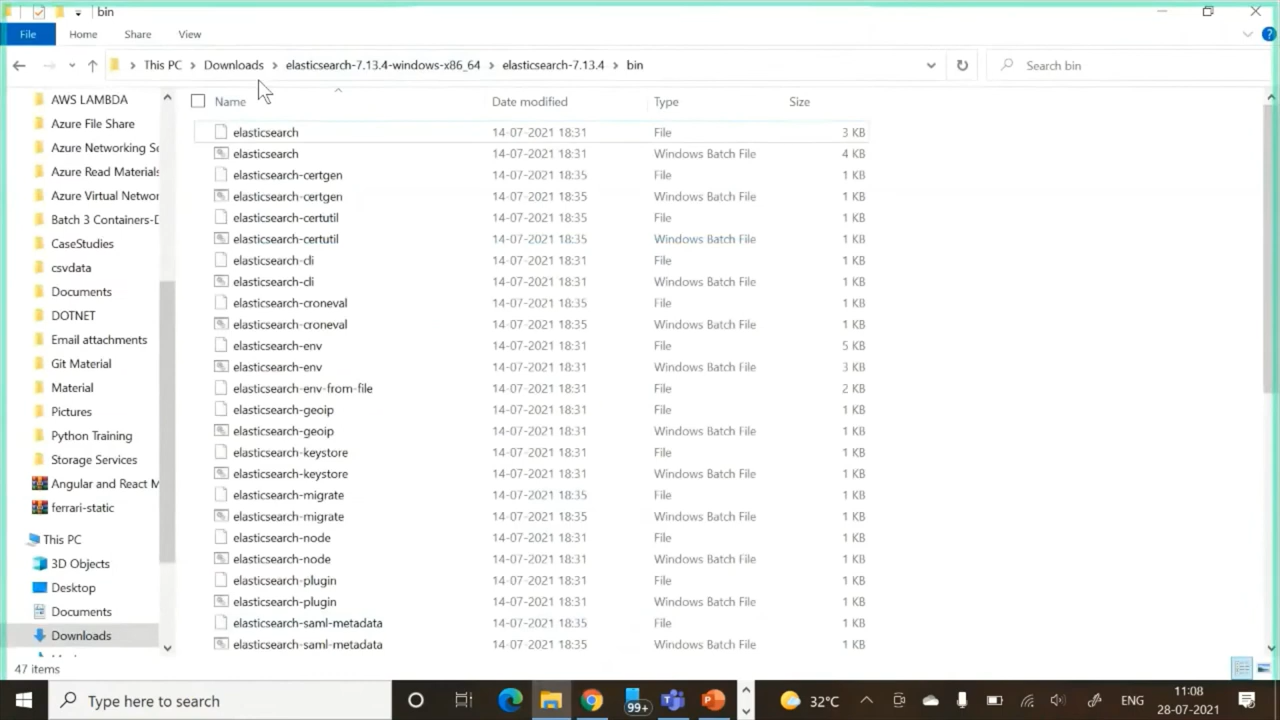 bin
File Home Share View
This PC Downloads elasticsearch-7.13.4-windows-x86_64 elasticsearch-7.13.4 bin Search bin
Name Date modified Type Size
elasticsearch 14-07-2021 18:31 File 3 KB
elasticsearch 14-07-2021 18:31 Windows Batch File 4 KB
elasticsearch-certgen 14-07-2021 18:35 File 1 KB
elasticsearch-certgen 14-07-2021 18:35 Windows Batch File 1 KB
elasticsearch-certutil 14-07-2021 18:35 File 1 KB
elasticsearch-certutil 14-07-2021 18:35 Windows Batch File 1 KB
elasticsearch-cli 14-07-2021 18:31 File 1 KB
elasticsearch-cli 14-07-2021 18:31 Windows Batch File 1 KB
elasticsearch-croneval 14-07-2021 18:35 File 1 KB
elasticsearch-croneval 14-07-2021 18:35 Windows Batch File 1 KB
elasticsearch-env 14-07-2021 18:31 File 5 KB
elasticsearch-env 14-07-2021 18:31 Windows Batch File 3 KB
elasticsearch-env-from-file 14-07-2021 18:31 File 2 KB
elasticsearch-geoip 14-07-2021 18:31 File 1 KB
elasticsearch-geoip 14-07-2021 18:31 Windows Batch File 1 KB
elasticsearch-keystore 14-07-2021 18:31 File 1 KB
elasticsearch-keystore 14-07-2021 18:31 Windows Batch File 1 KB
elasticsearch-migrate 14-07-2021 18:35 File 1 KB
elasticsearch-migrate 14-07-2021 18:35 Windows Batch File 1 KB
elasticsearch-node 14-07-2021 18:31 File 1 KB
elasticsearch-node 14-07-2021 18:31 Windows Batch File 1 KB
elasticsearch-plugin 14-07-2021 18:31 File 1 KB
elasticsearch-plugin 14-07-2021 18:31 Windows Batch File 1 KB
elasticsearch-saml-metadata 14-07-2021 18:35 File 1 KB
elasticsearch-saml-metadata 14-07-2021 18:35 Windows Batch File 1 KB
AWS LAMBDA
Azure File Share
Azure Networking Se
Azure Read Materials
Azure Virtual Networ
Batch 3 Containers-D
CaseStudies
csvdata
Documents
DOTNET
Email attachments
Git Material
Material
Pictures
Python Training
Storage Services
Angular and React M
ferrari-static
This PC
3D Objects
Desktop
Documents
Downloads
47 items
Type here to search 99+ 32°C ENG 11:08
28-07-2021